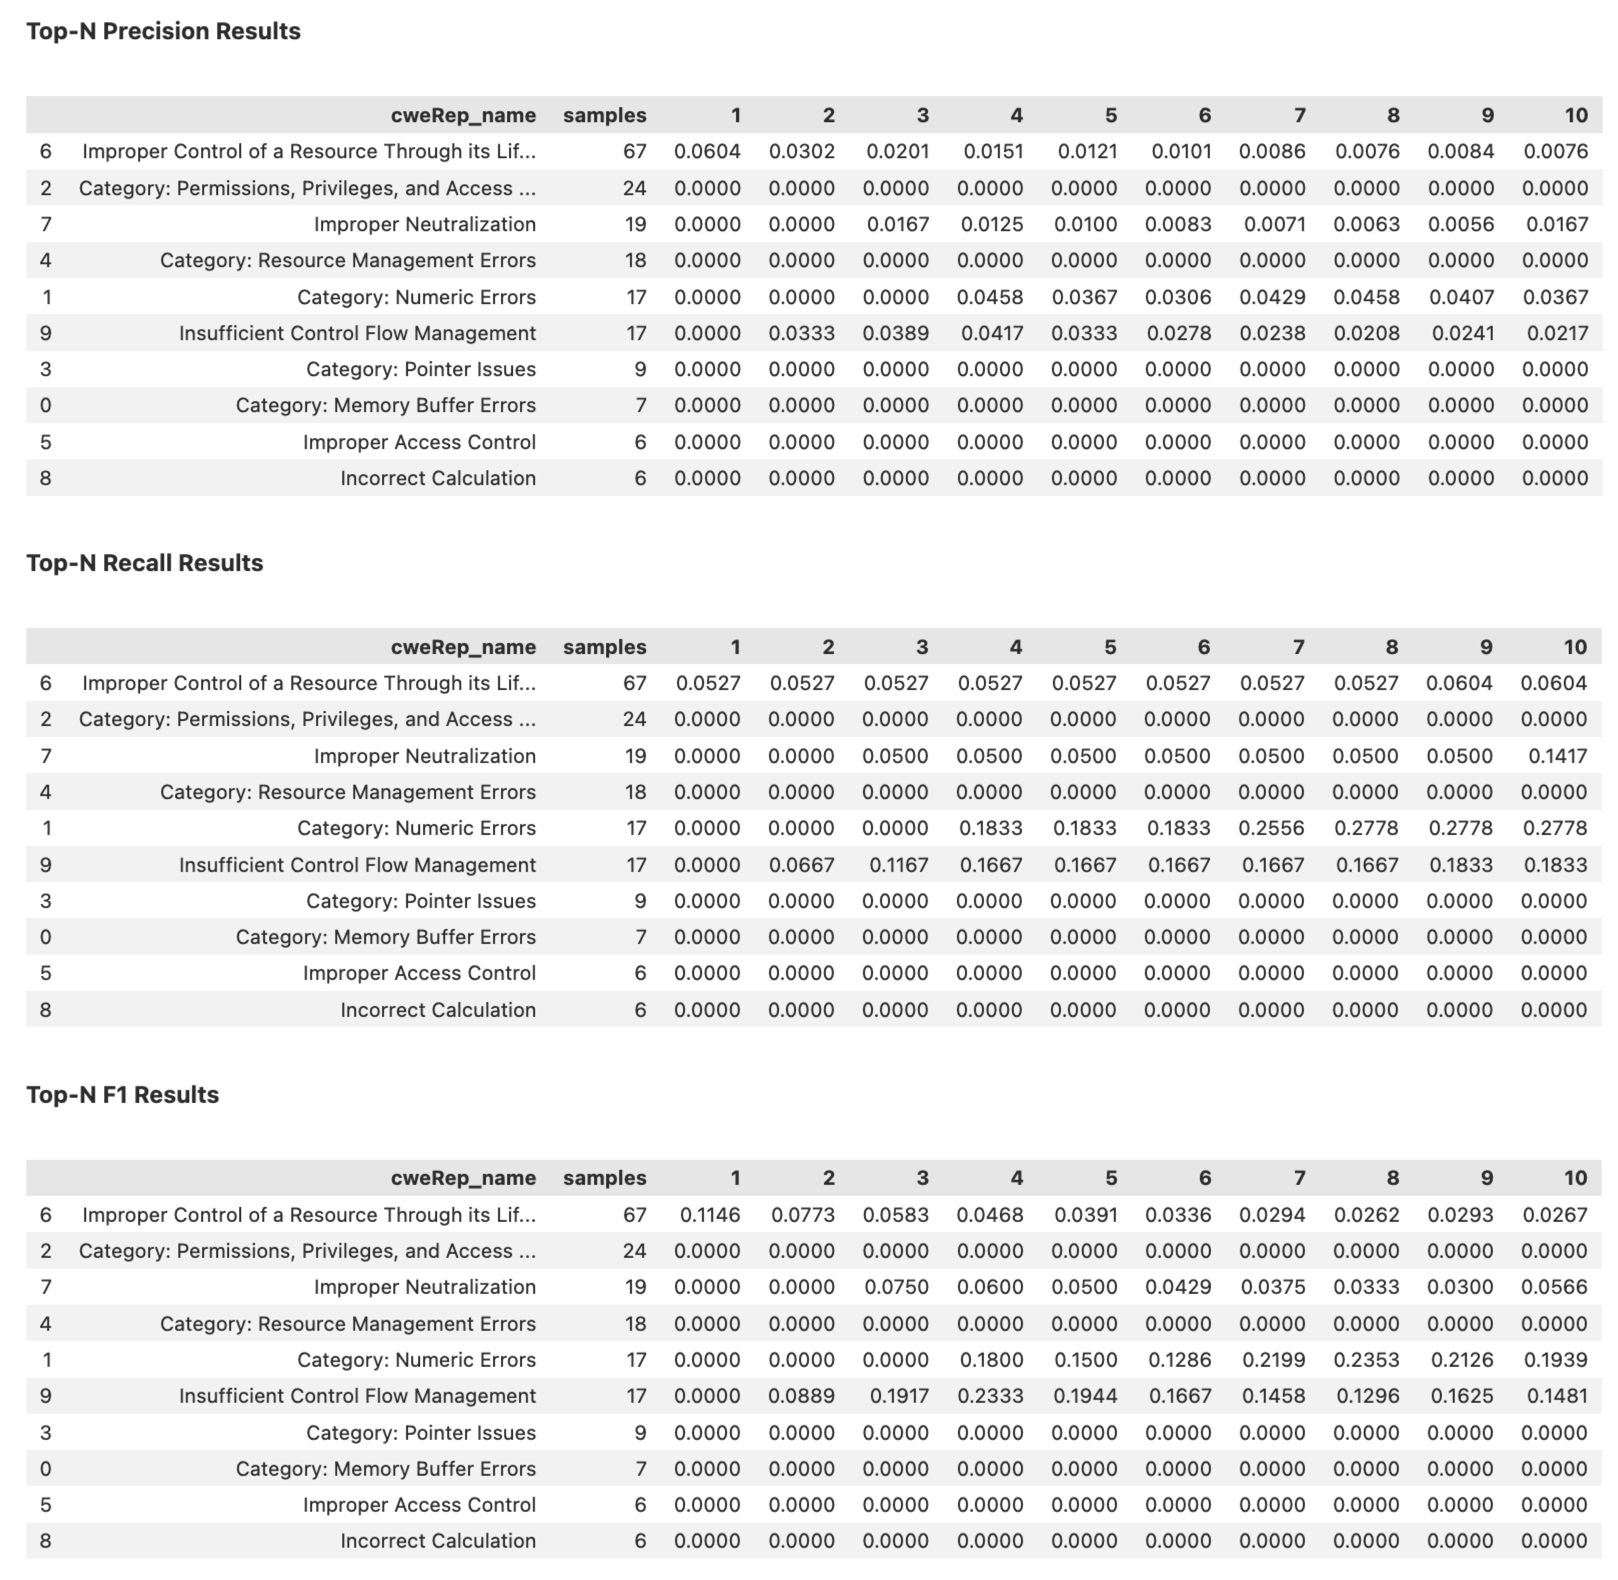 Top-N Precision Results
cweRep_name samples 1 2 3 4 5 6 7 8 9 10
6 Improper Control of a Resource Through its Lif... 67 0.0604 0.0302 0.0201 0.0151 0.0121 0.0101 0.0086 0.0076 0.0084 0.0076
2 Category: Permissions, Privileges, and Access ... 24 0.0000 0.0000 0.0000 0.0000 0.0000 0.0000 0.0000 0.0000 0.0000 0.0000
7 Improper Neutralization 19 0.0000 0.0000 0.0167 0.0125 0.0100 0.0083 0.0071 0.0063 0.0056 0.0167
4 Category: Resource Management Errors 18 0.0000 0.0000 0.0000 0.0000 0.0000 0.0000 0.0000 0.0000 0.0000 0.0000
1 Category: Numeric Errors 17 0.0000 0.0000 0.0000 0.0458 0.0367 0.0306 0.0429 0.0458 0.0407 0.0367
9 Insufficient Control Flow Management 17 0.0000 0.0333 0.0389 0.0417 0.0333 0.0278 0.0238 0.0208 0.0241 0.0217
3 Category: Pointer Issues 9 0.0000 0.0000 0.0000 0.0000 0.0000 0.0000 0.0000 0.0000 0.0000 0.0000
0 Category: Memory Buffer Errors 7 0.0000 0.0000 0.0000 0.0000 0.0000 0.0000 0.0000 0.0000 0.0000 0.0000
5 Improper Access Control 6 0.0000 0.0000 0.0000 0.0000 0.0000 0.0000 0.0000 0.0000 0.0000 0.0000
8 Incorrect Calculation 6 0.0000 0.0000 0.0000 0.0000 0.0000 0.0000 0.0000 0.0000 0.0000 0.0000
Top-N Recall Results
cweRep_name samples 1 2 3 4 5 6 7 8 9 10
6 Improper Control of a Resource Through its Lif... 67 0.0527 0.0527 0.0527 0.0527 0.0527 0.0527 0.0527 0.0527 0.0604 0.0604
2 Category: Permissions, Privileges, and Access ... 24 0.0000 0.0000 0.0000 0.0000 0.0000 0.0000 0.0000 0.0000 0.0000 0.0000
7 Improper Neutralization 19 0.0000 0.0000 0.0500 0.0500 0.0500 0.0500 0.0500 0.0500 0.0500 0.1417
4 Category: Resource Management Errors 18 0.0000 0.0000 0.0000 0.0000 0.0000 0.0000 0.0000 0.0000 0.0000 0.0000
1 Category: Numeric Errors 17 0.0000 0.0000 0.0000 0.1833 0.1833 0.1833 0.2556 0.2778 0.2778 0.2778
9 Insufficient Control Flow Management 17 0.0000 0.0667 0.1167 0.1667 0.1667 0.1667 0.1667 0.1667 0.1833 0.1833
3 Category: Pointer Issues 9 0.0000 0.0000 0.0000 0.0000 0.0000 0.0000 0.0000 0.0000 0.0000 0.0000
0 Category: Memory Buffer Errors 7 0.0000 0.0000 0.0000 0.0000 0.0000 0.0000 0.0000 0.0000 0.0000 0.0000
5 Improper Access Control 6 0.0000 0.0000 0.0000 0.0000 0.0000 0.0000 0.0000 0.0000 0.0000 0.0000
8 Incorrect Calculation 6 0.0000 0.0000 0.0000 0.0000 0.0000 0.0000 0.0000 0.0000 0.0000 0.0000
Top-N F1 Results
cweRep_name samples 1 2 3 4 5 6 7 8 9 10
6 Improper Control of a Resource Through its Lif... 67 0.1146 0.0773 0.0583 0.0468 0.0391 0.0336 0.0294 0.0262 0.0293 0.0267
2 Category: Permissions, Privileges, and Access ... 24 0.0000 0.0000 0.0000 0.0000 0.0000 0.0000 0.0000 0.0000 0.0000 0.0000
7 Improper Neutralization 19 0.0000 0.0000 0.0750 0.0600 0.0500 0.0429 0.0375 0.0333 0.0300 0.0566
4 Category: Resource Management Errors 18 0.0000 0.0000 0.0000 0.0000 0.0000 0.0000 0.0000 0.0000 0.0000 0.0000
1 Category: Numeric Errors 17 0.0000 0.0000 0.0000 0.1800 0.1500 0.1286 0.2199 0.2353 0.2126 0.1939
9 Insufficient Control Flow Management 17 0.0000 0.0889 0.1917 0.2333 0.1944 0.1667 0.1458 0.1296 0.1625 0.1481
3 Category: Pointer Issues 9 0.0000 0.0000 0.0000 0.0000 0.0000 0.0000 0.0000 0.0000 0.0000 0.0000
0 Category: Memory Buffer Errors 7 0.0000 0.0000 0.0000 0.0000 0.0000 0.0000 0.0000 0.0000 0.0000 0.0000
5 Improper Access Control 6 0.0000 0.0000 0.0000 0.0000 0.0000 0.0000 0.0000 0.0000 0.0000 0.0000
8 Incorrect Calculation 6 0.0000 0.0000 0.0000 0.0000 0.0000 0.0000 0.0000 0.0000 0.0000 0.0000